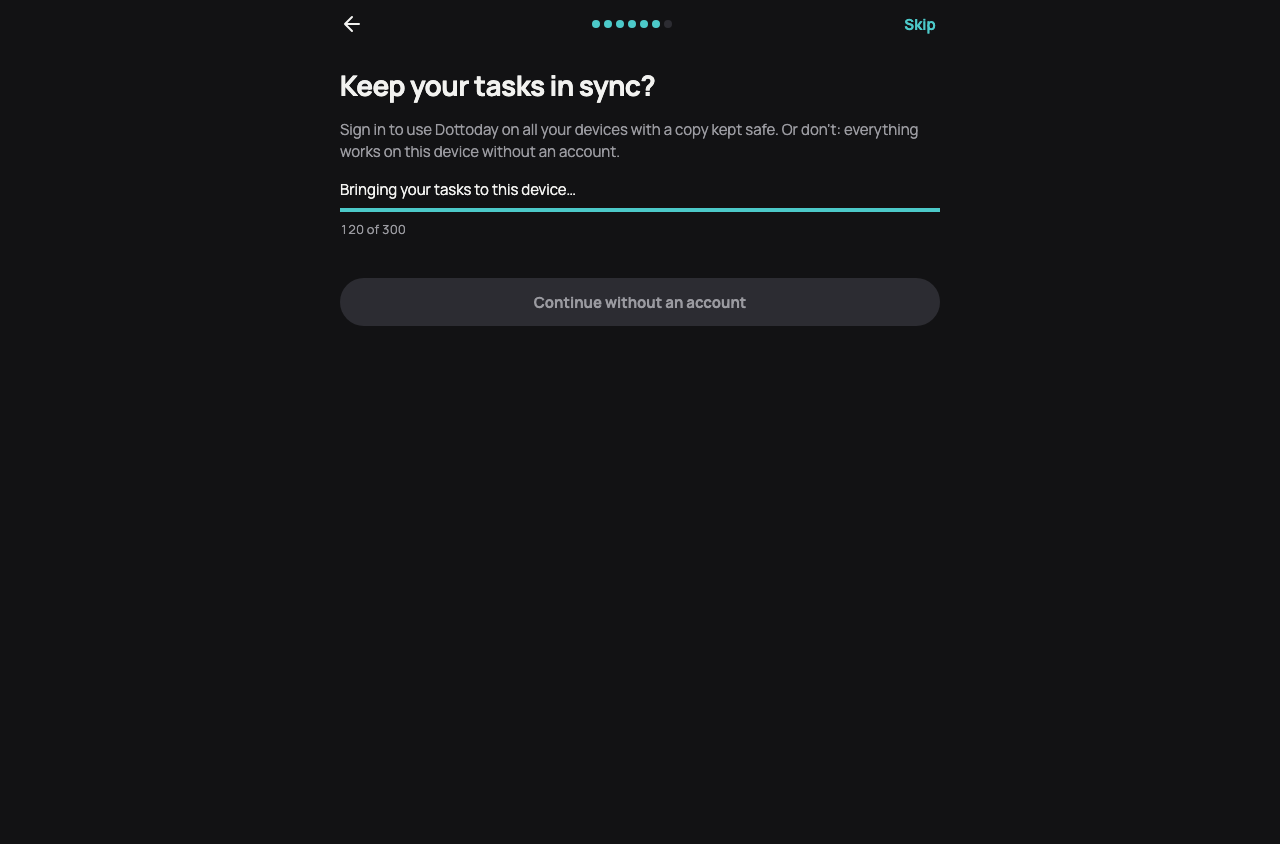 Skip
Keep your tasks in sync?
Sign in to use Dottoday on all your devices with a copy kept safe. Or don't: everything
works on this device without an account.
Bringing your tasks to this device…
120 of 300
Continue without an account